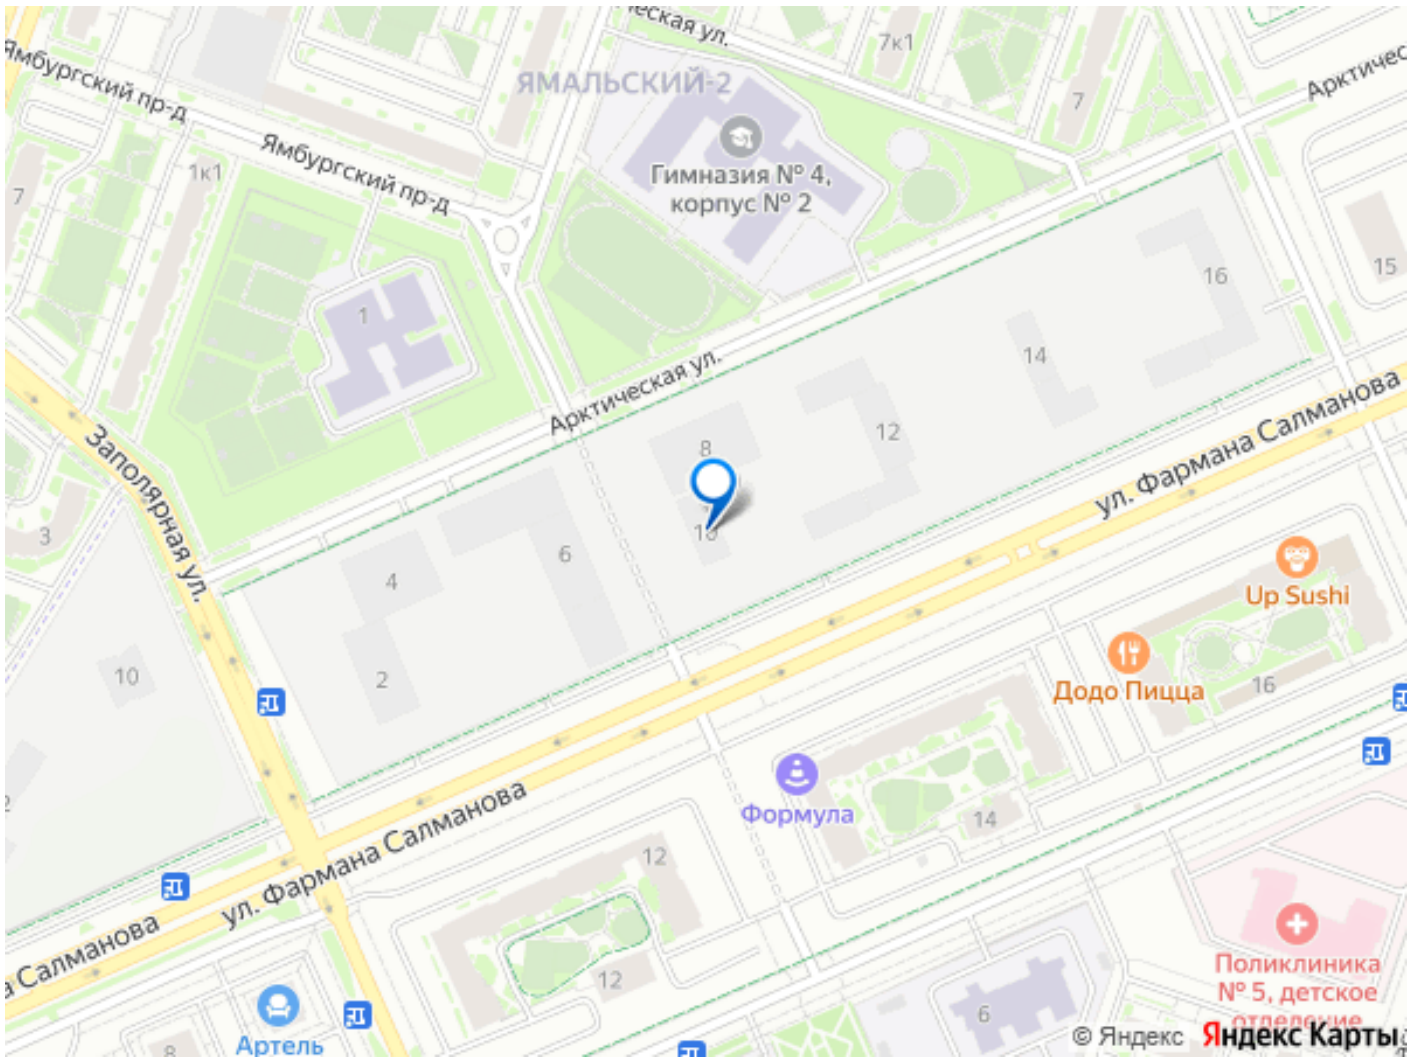 ческая ул.
7к1
Ямбургский пр-д
ЯМАЛЬСКИЙ-2
7
Арктичес
Ямбургский пр-д
1к1
7
Гимназия № 4,
корпус № 2
16
15
1
14
Арктическая ул.
12
8
ул. Фармана Салманова
Заполярная ул.
3
10
6
4
Up Sushi
10
2
16
Додо Пицца
Формула
14
12
ул. Фармана Салманова
а Салманова
12
Поликлиника
№ 5, детское
отделение
6
Артель
8
© Яндекс Яндекс Карты